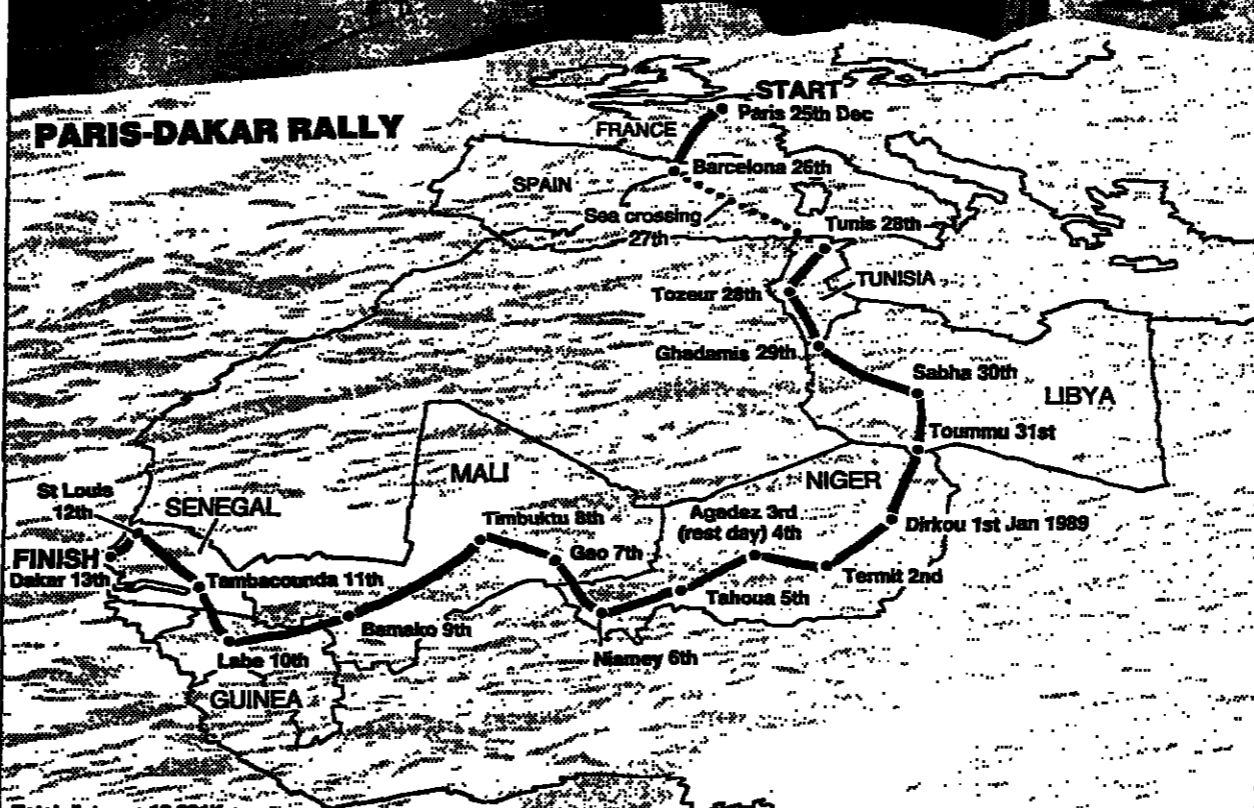 PARIS-DAKAR RALLY
START
Paris 25th Dec
FRANCE
Barcelona 26th
SPAIN
Sea crossing
27th
Tunis 28th
TUNISIA
Tozeur 28th
Ghadamis 29th
Sabha 30th
LIBYA
Toummu 31st
NIGER
MALI
Dirkou 1st Jan 1989
Agadez 3rd
(rest day) 4th
Termit 2nd
Tahoua 5th
Niamey 6th
Gao 7th
Timbuktu 8th
Bamako 9th
Labe 10th
GUINEA
Tambacounda 11th
SENEGAL
St Louis
12th
FINISH
Dakar 13th